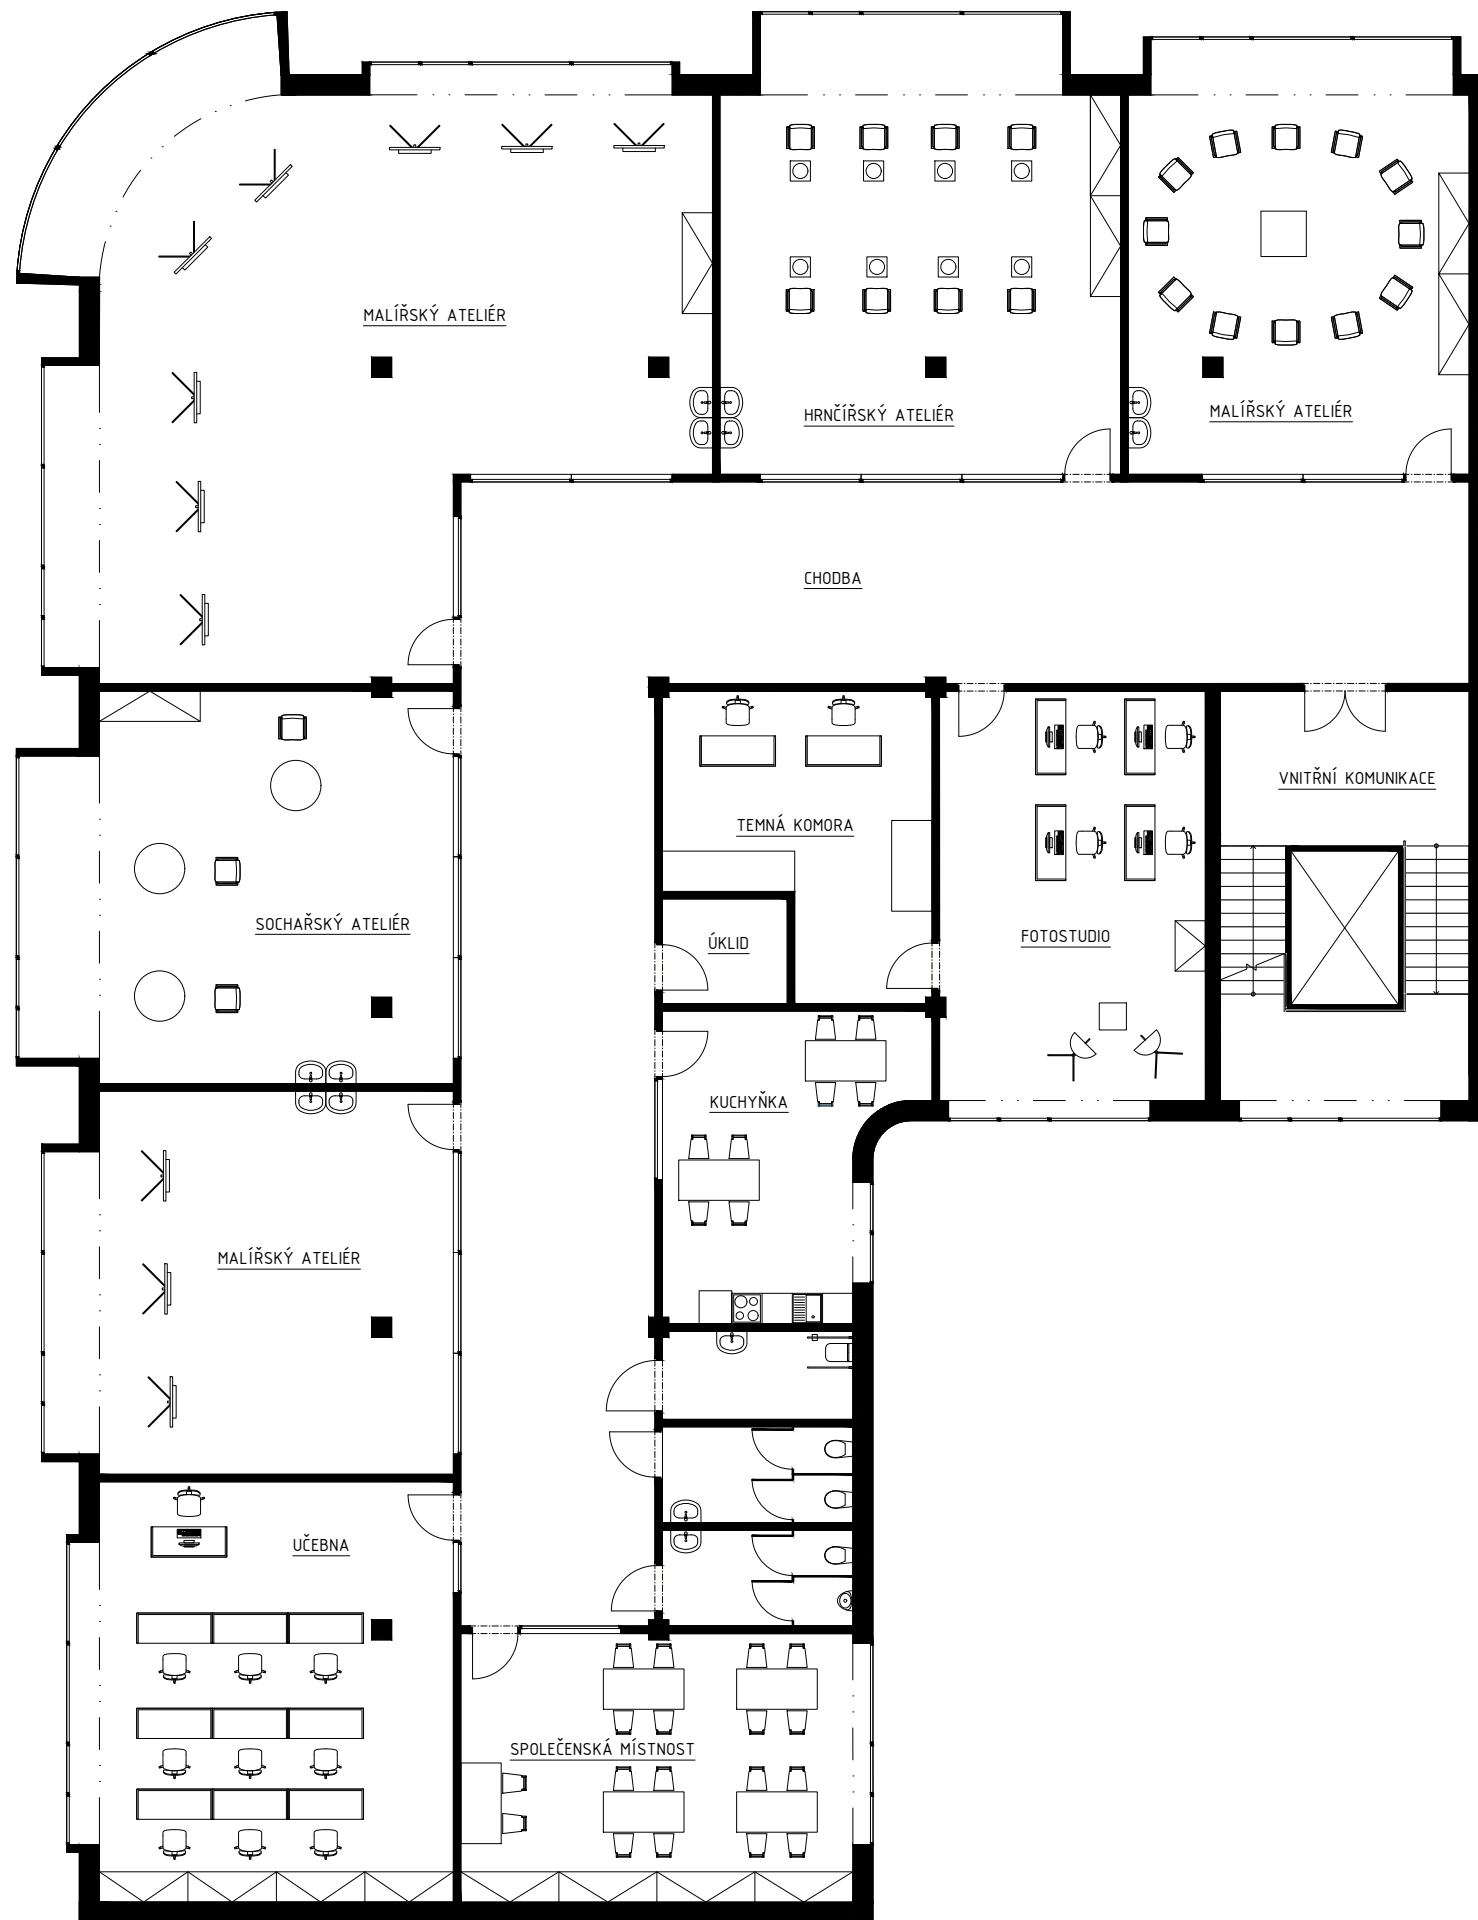 MALÍŘSKÝ ATELIÉR
HRNČÍŘSKÝ ATELIÉR
MALÍŘSKÝ ATELIÉR
CHODBA
VNITŘNÍ KOMUNIKACE
TEMNÁ KOMORA
SOCHAŘSKÝ ATELIÉR
ÚKLID
FOTOSTUDIO
KUCHYŇKA
MALÍŘSKÝ ATELIÉR
UČEBNA
SPOLEČENSKÁ MÍSTNOST